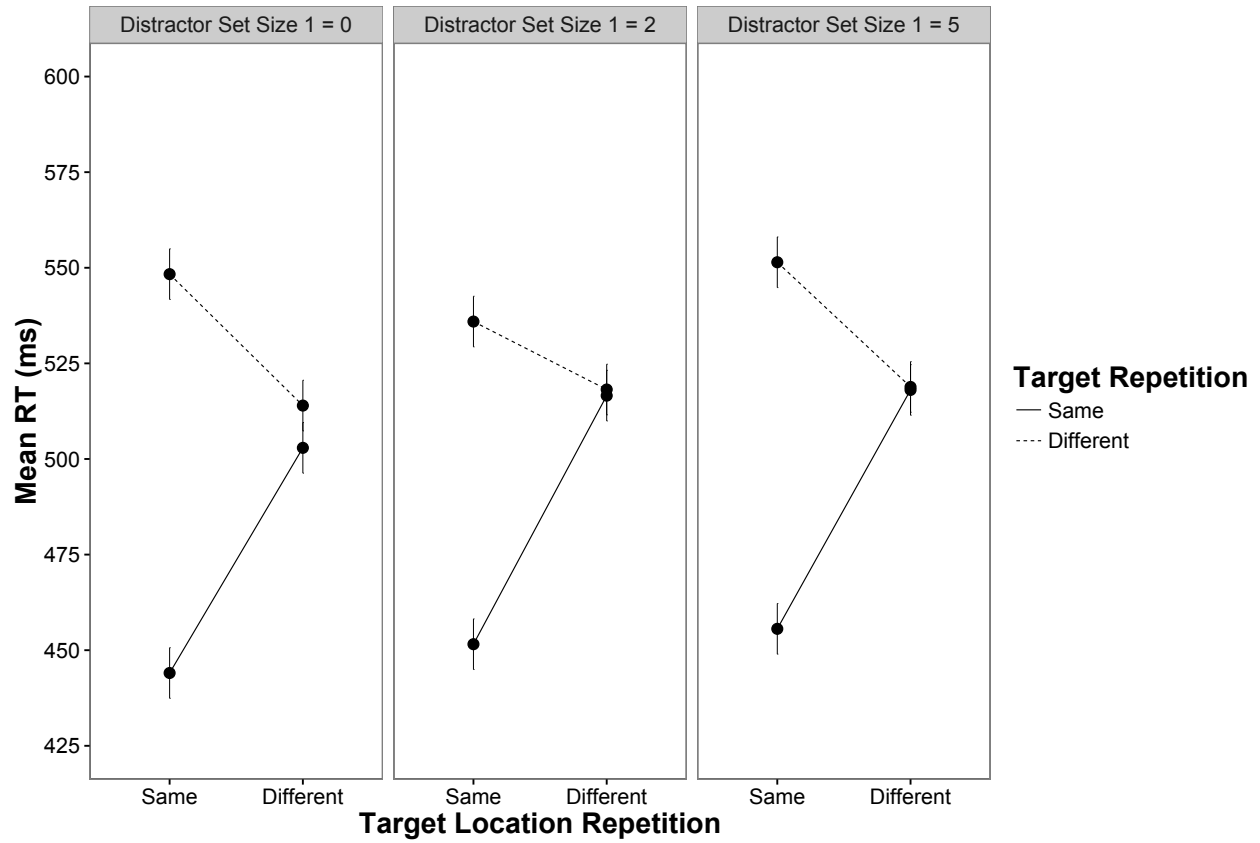 Distractor Set Size 1 = 0
Distractor Set Size 1 = 2
Distractor Set Size 1 = 5
600
575
550
525
500
475
450
425
Mean RT (ms)
Same Different
Same Different
Same Different
Target Location Repetition
Target Repetition
Same
Different